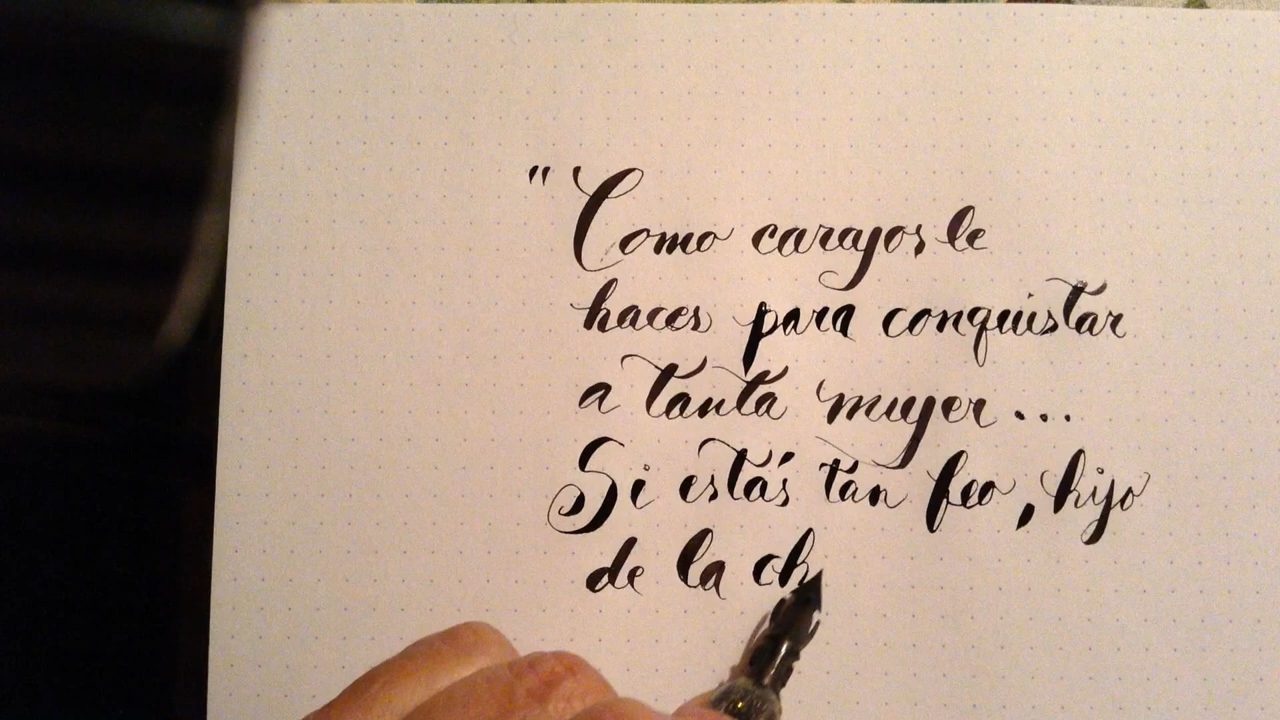 "Como carajos le
haces para conquistar
a tanta mujer...
Si estás tan feo, hijo
de la ch